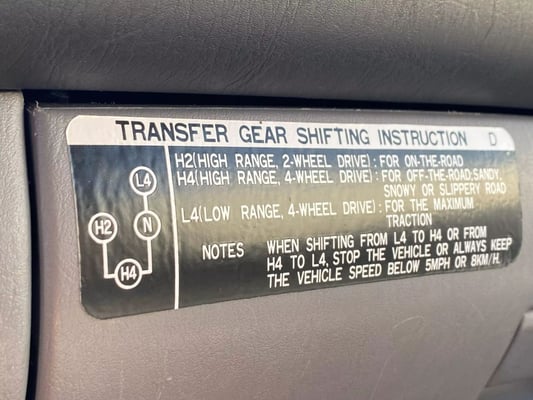 TRANSFER GEAR SHIFTING INSTRUCTION D
H2(HIGH RANGE, 2-WHEEL DRIVE) : FOR ON-THE-ROAD
H4(HIGH RANGE, 4-WHEEL DRIVE) : FOR OFF-THE-ROAD,SANDY,
SNOWY OR SLIPPERY ROAD
L4(LOW RANGE, 4-WHEEL DRIVE) : FOR THE MAXIMUM
TRACTION
NOTES WHEN SHIFTING FROM L4 TO H4 OR FROM
H4 TO L4, STOP THE VEHICLE OR ALWAYS KEEP
THE VEHICLE SPEED BELOW 5MPH OR 8KM/H.
L4
H2 N
H4